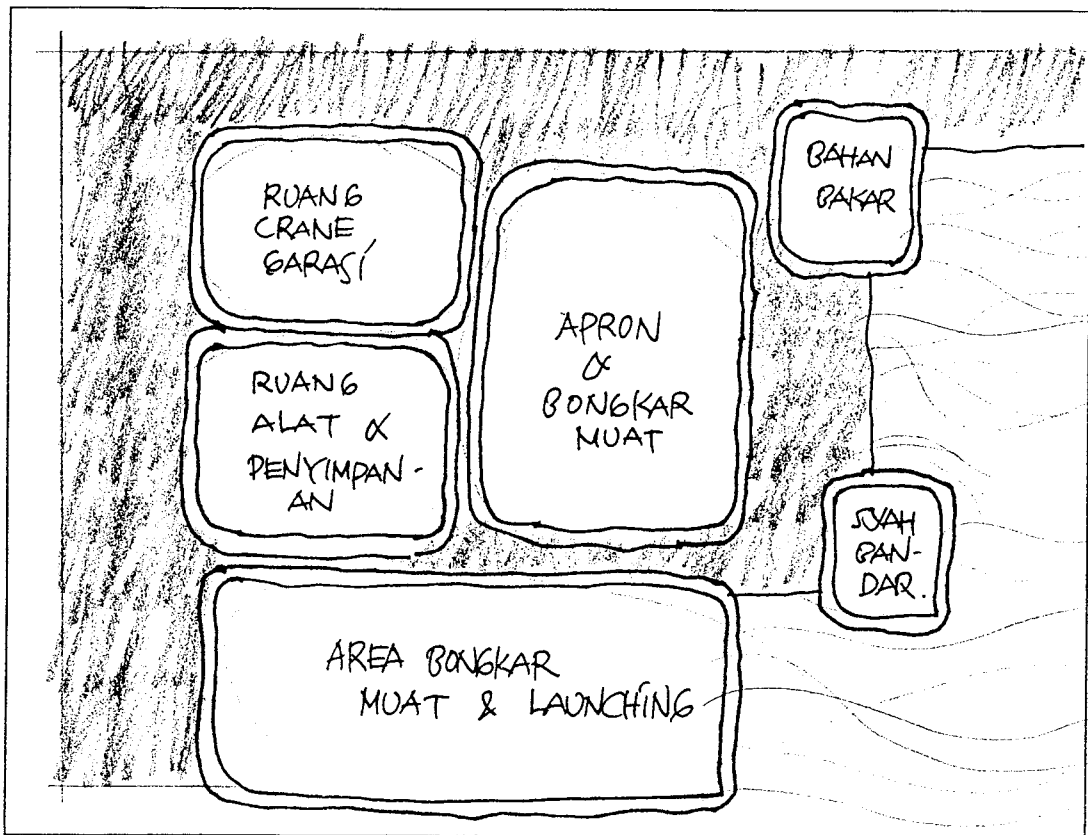 RUANG
CRANE
GARASI
RUANG
ALAT &
PENYIMPAN-
AN
APRON
&
BONGKAR
MUAT
BAHAN
BAKAR
SYAH
BAN-
DAR.
AREA BONGKAR
MUAT & LAUNCHING